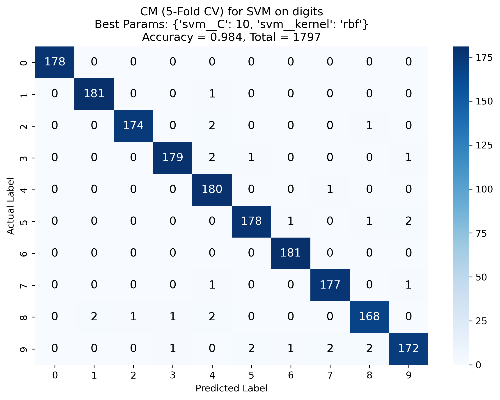 CM (5-Fold CV) for SVM on digits
Best Params: {'svm__C': 10, 'svm__kernel': 'rbf'}
Accuracy = 0.984, Total = 1797
0 178 0 0 0 0 0 0 0 0 0
1 0 181 0 0 1 0 0 0 0 0
2 0 0 174 0 2 0 0 0 1 0
3 0 0 0 179 2 1 0 0 0 1
4 0 0 0 0 180 0 0 1 0 0
5 0 0 0 0 0 178 1 0 1 2
6 0 0 0 0 0 0 181 0 0 0
7 0 0 0 0 1 0 0 177 0 1
8 0 2 1 1 2 0 0 0 168 0
9 0 0 0 1 0 2 1 2 2 172
0 1 2 3 4 5 6 7 8 9
Actual Label
Predicted Label
175
150
125
100
75
50
25
0